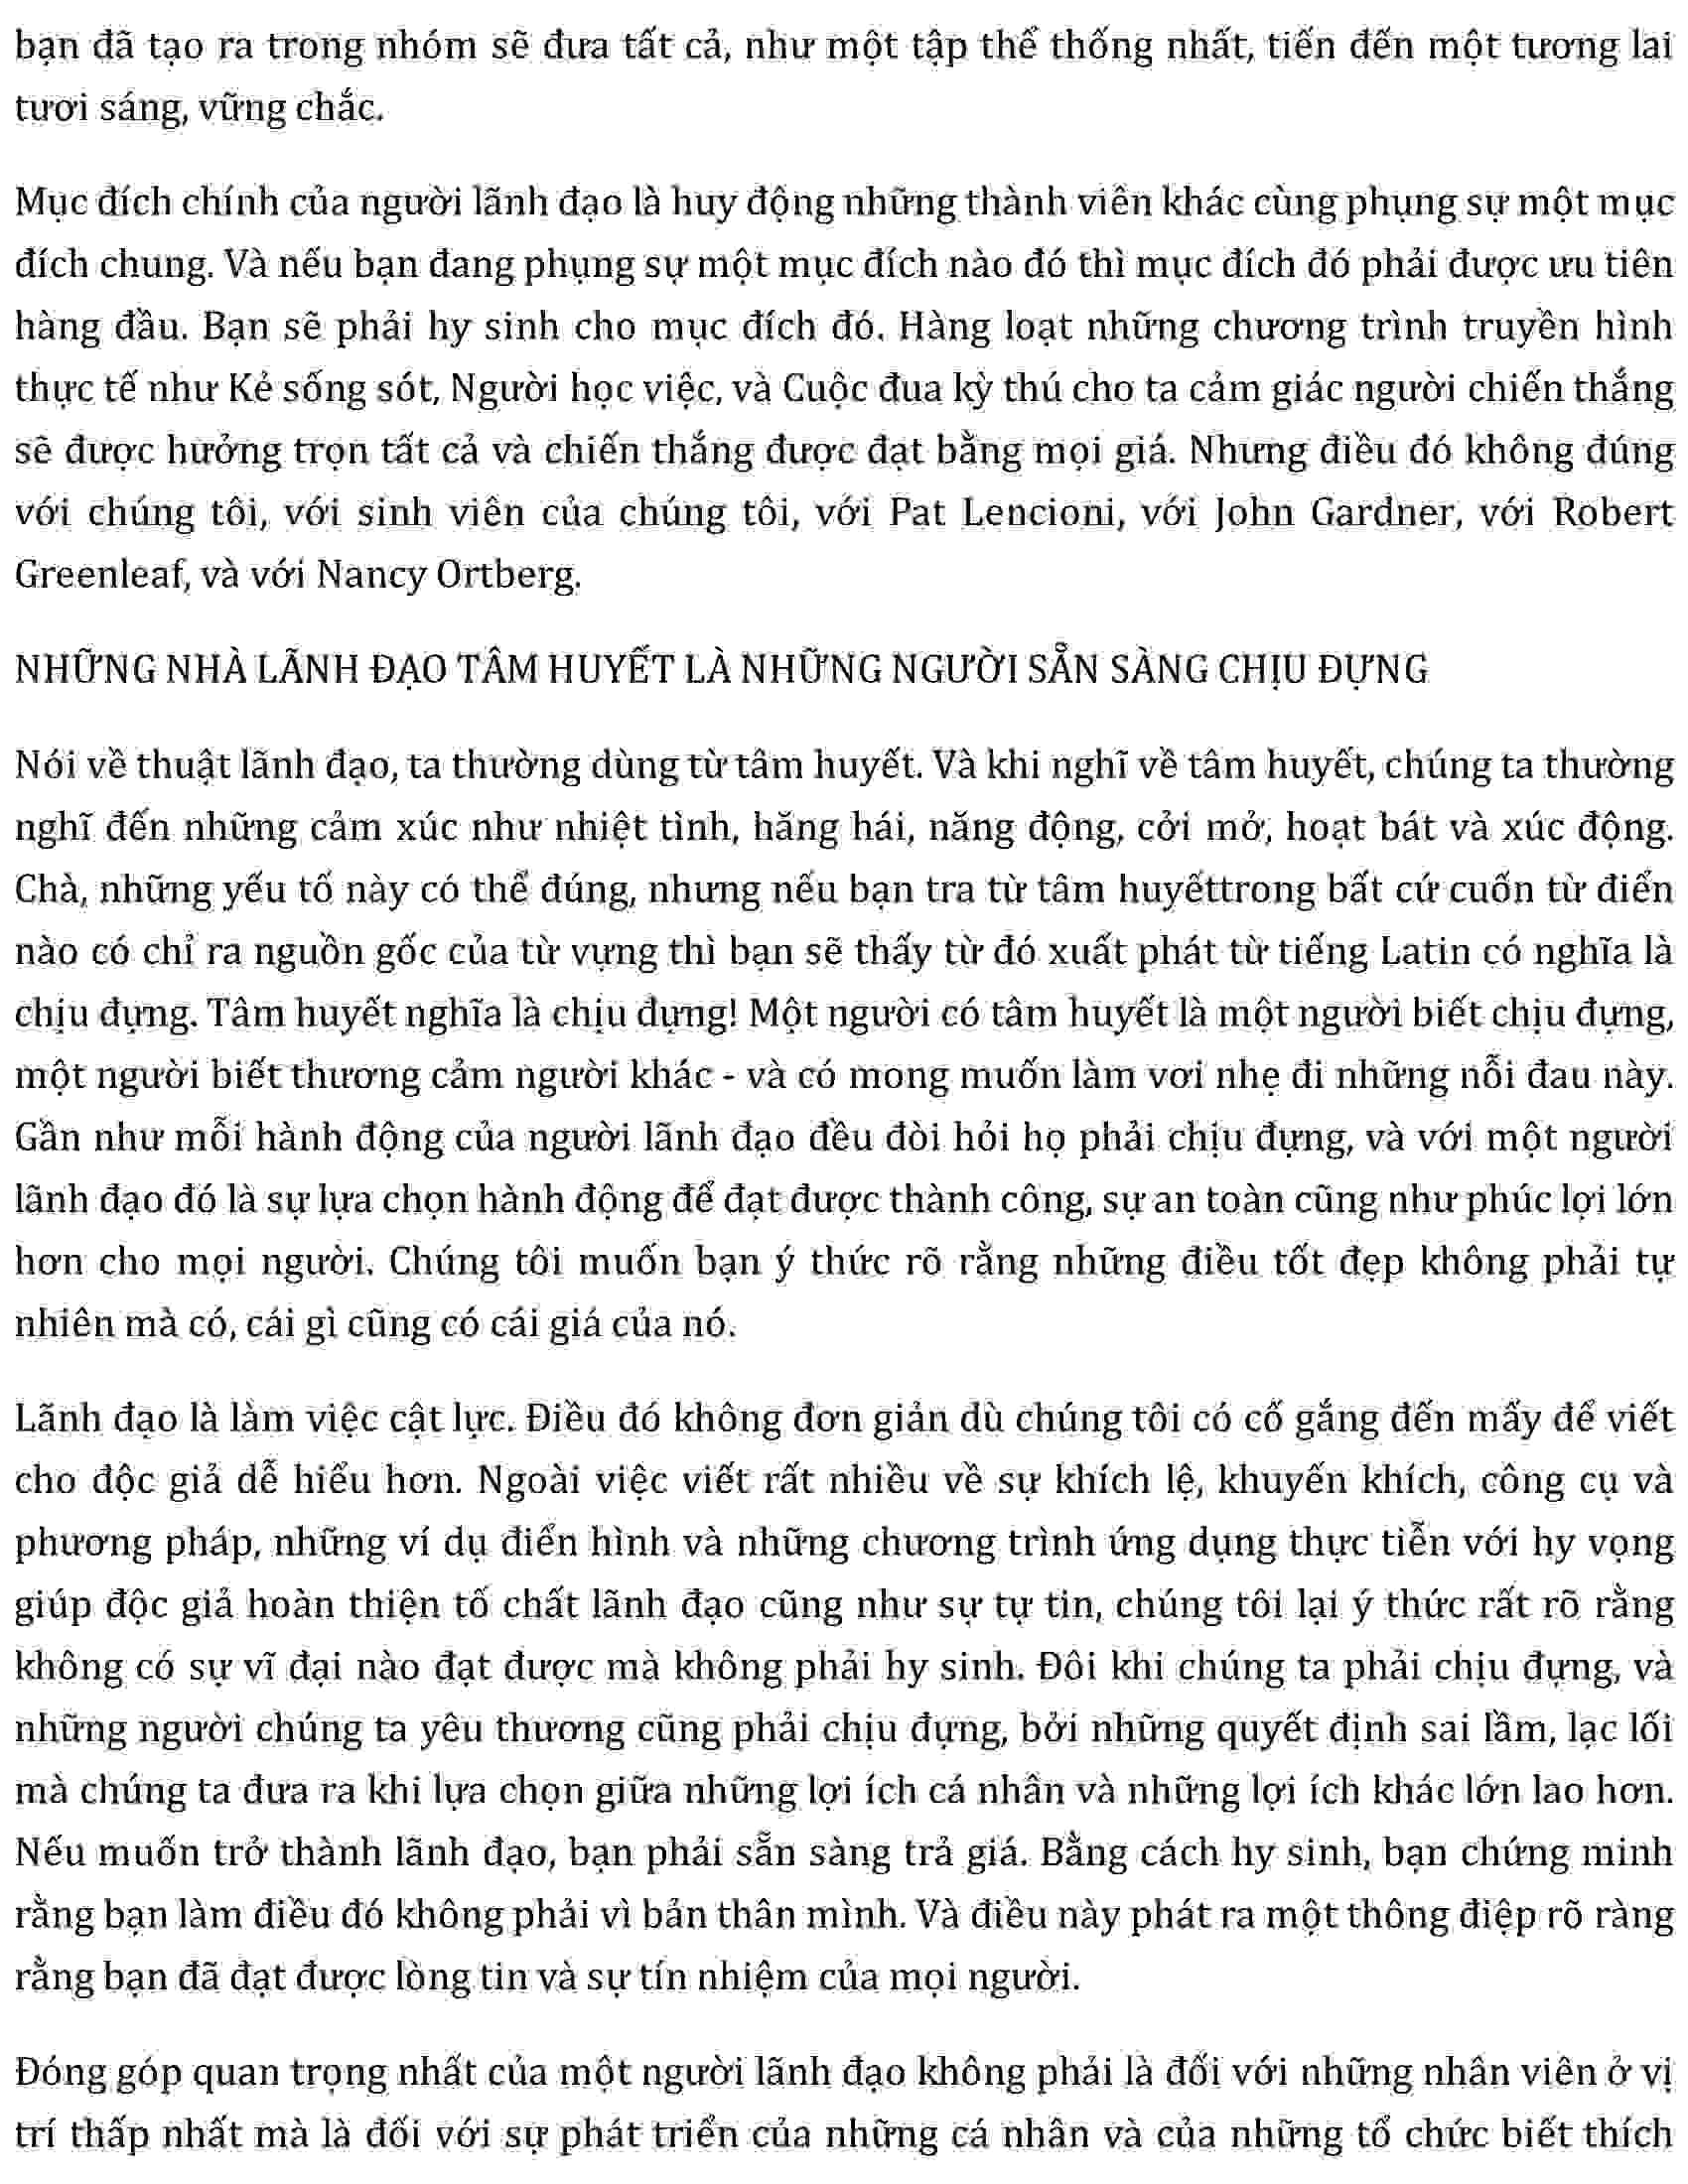 bạn đã tạo ra trong nhóm sẽ đưa tất cả, như một tập thể thống nhất, tiến đến một tương lai
tươi sáng, vững chắc.
Mục đích chính của người lãnh đạo là huy động những thành viên khác cùng phụng sự một mục
đích chung. Và nếu bạn đang phụng sự một mục đích nào đó thì mục đích đó phải được ưu tiên
hàng đầu. Bạn sẽ phải hy sinh cho mục đích đó. Hàng loạt những chương trình truyền hình
thực tế như Kẻ sống sót, Người học việc, và Cuộc đua kỳ thú cho ta cảm giác người chiến thắng
sẽ được hưởng trọn tất cả và chiến thắng được đạt bằng mọi giá. Nhưng điều đó không đúng
với chúng tôi, với sinh viên của chúng tôi, với Pat Lencioni, với John Gardner, với Robert
Greenleaf, và với Nancy Ortberg.
NHỮNG NHÀ LÃNH ĐẠO TÂM HUYẾT LÀ NHỮNG NGƯỜI SẴN SÀNG CHỊU ĐỰNG
Nói về thuật lãnh đạo, ta thường dùng từ tâm huyết. Và khi nghĩ về tâm huyết, chúng ta thường
nghĩ đến những cảm xúc như nhiệt tình, hăng hái, năng động, cởi mở, hoạt bát và xúc động.
Chà, những yếu tố này có thể đúng, nhưng nếu bạn tra từ tâm huyếttrong bất cứ cuốn từ điển
nào có chỉ ra nguồn gốc của từ vựng thì bạn sẽ thấy từ đó xuất phát từ tiếng Latin có nghĩa là
chịu đựng. Tâm huyết nghĩa là chịu đựng! Một người có tâm huyết là một người biết chịu đựng,
một người biết thương cảm người khác - và có mong muốn làm vơi nhẹ đi những nỗi đau này.
Gần như mỗi hành động của người lãnh đạo đều đòi hỏi họ phải chịu đựng, và với một người
lãnh đạo đó là sự lựa chọn hành động để đạt được thành công, sự an toàn cũng như phúc lợi lớn
hơn cho mọi người. Chúng tôi muốn bạn ý thức rõ rằng những điều tốt đẹp không phải tự
nhiên mà có, cái gì cũng có cái giá của nó.
Lãnh đạo là làm việc cật lực. Điều đó không đơn giản dù chúng tôi có cố gắng đến mấy để viết
cho độc giả dễ hiểu hơn. Ngoài việc viết rất nhiều về sự khích lệ, khuyến khích, công cụ và
phương pháp, những ví dụ điển hình và những chương trình ứng dụng thực tiễn với hy vọng
giúp độc giả hoàn thiện tố chất lãnh đạo cũng như sự tự tin, chúng tôi lại ý thức rất rõ rằng
không có sự vĩ đại nào đạt được mà không phải hy sinh. Đôi khi chúng ta phải chịu đựng, và
những người chúng ta yêu thương cũng phải chịu đựng, bởi những quyết định sai lầm, lạc lối
mà chúng ta đưa ra khi lựa chọn giữa những lợi ích cá nhân và những lợi ích khác lớn lao hơn.
Nếu muốn trở thành lãnh đạo, bạn phải sẵn sàng trả giá. Bằng cách hy sinh, bạn chứng minh
rằng bạn làm điều đó không phải vì bản thân mình. Và điều này phát ra một thông điệp rõ ràng
rằng bạn đã đạt được lòng tin và sự tín nhiệm của mọi người.
Đóng góp quan trọng nhất của một người lãnh đạo không phải là đối với những nhân viên ở vị
trí thấp nhất mà là đối với sự phát triển của những cá nhân và của những tổ chức biết thích